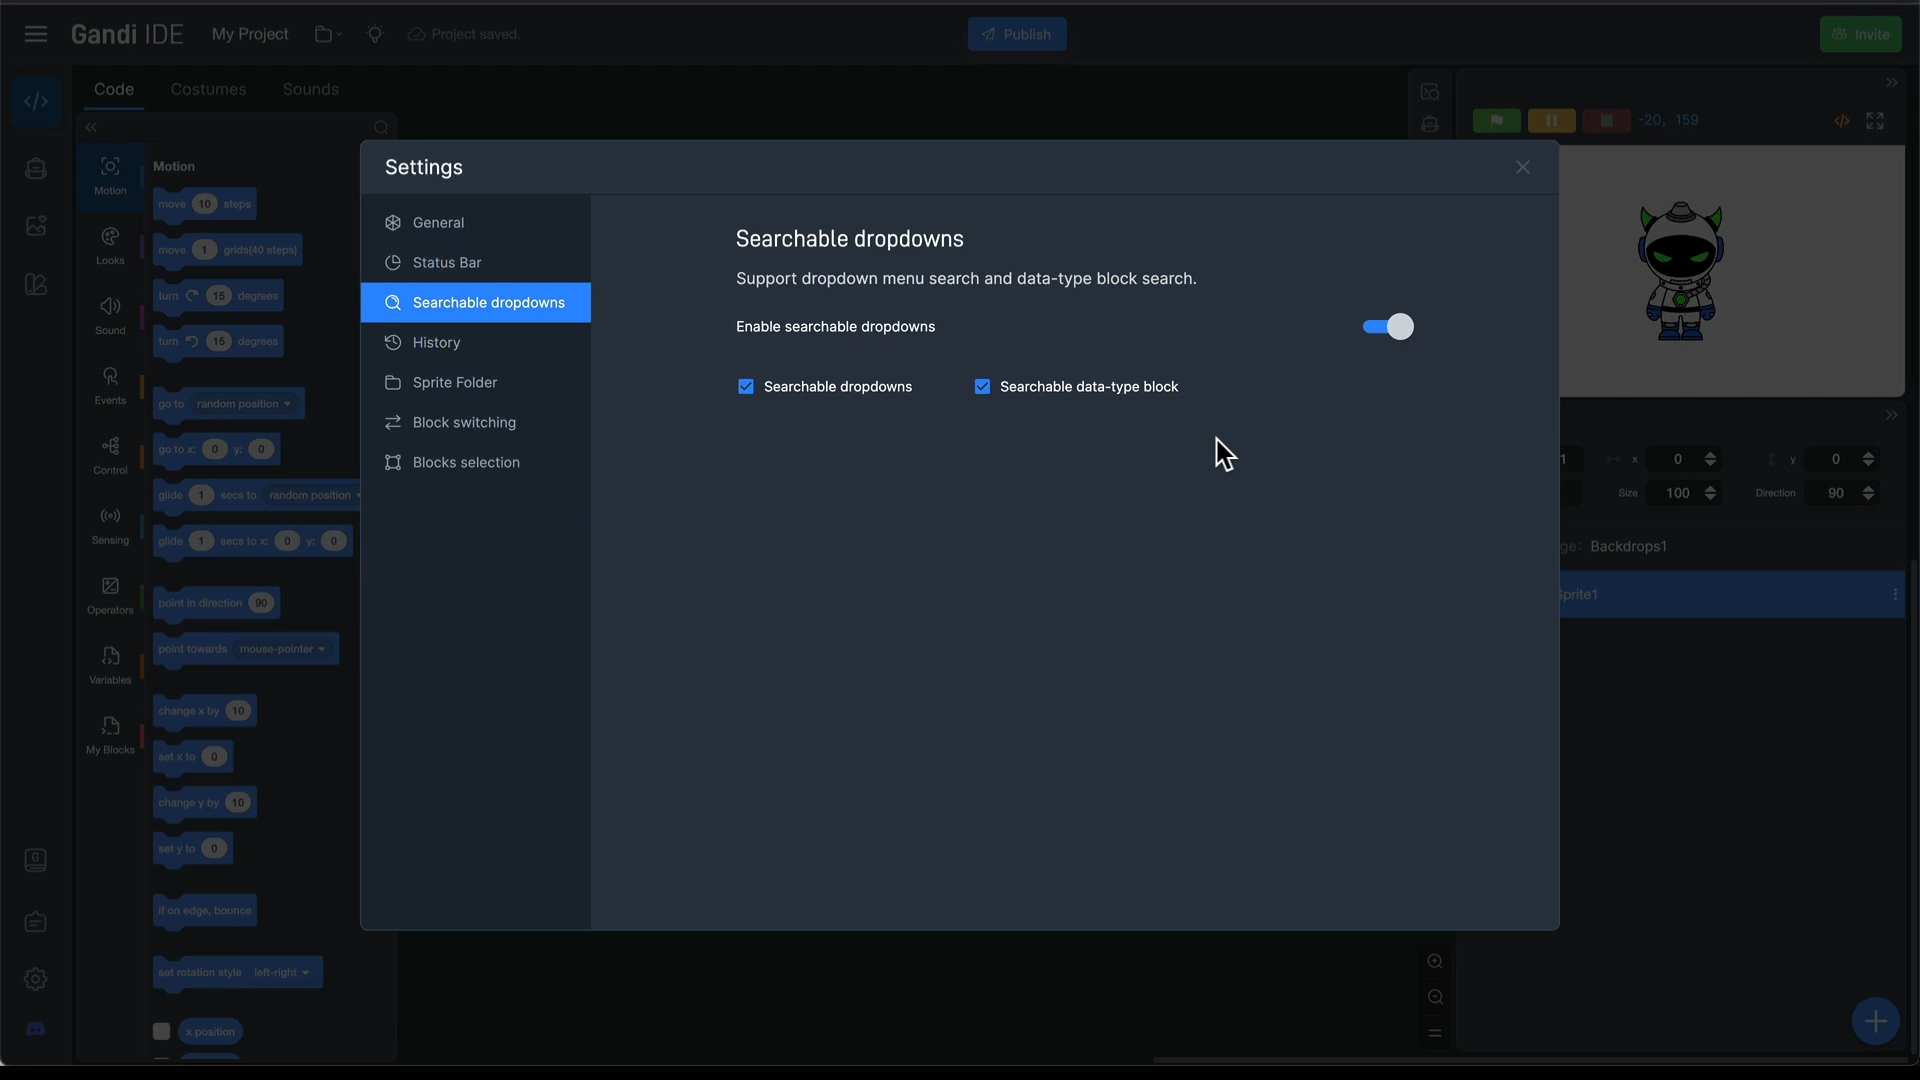 Gandi IDE
My Project
Project saved.
Publish
Invite
Code
Costumes
Sounds
-20, 159
Settings
General
Status Bar
Searchable dropdowns
History
Sprite Folder
Block switching
Blocks selection
Searchable dropdowns
Support dropdown menu search and data-type block search.
Enable searchable dropdowns
Searchable dropdowns
Searchable data-type block
Motion
Looks
Sound
Events
Control
Sensing
Operators
Variables
My Blocks
Motion
move 10 steps
move 1 grids(40 steps)
turn 15 degrees
turn 15 degrees
go to random position
go to x: 0 y: 0
glide 1 secs to random position
glide 1 secs to x: 0 y: 0
point in direction 90
point towards mouse-pointer
change x by 10
set x to 0
change y by 10
set y to 0
if on edge, bounce
set rotation style left-right
x position
1 x 0 y 0
Size 100 Direction 90
ge: Backdrops1
Sprite1